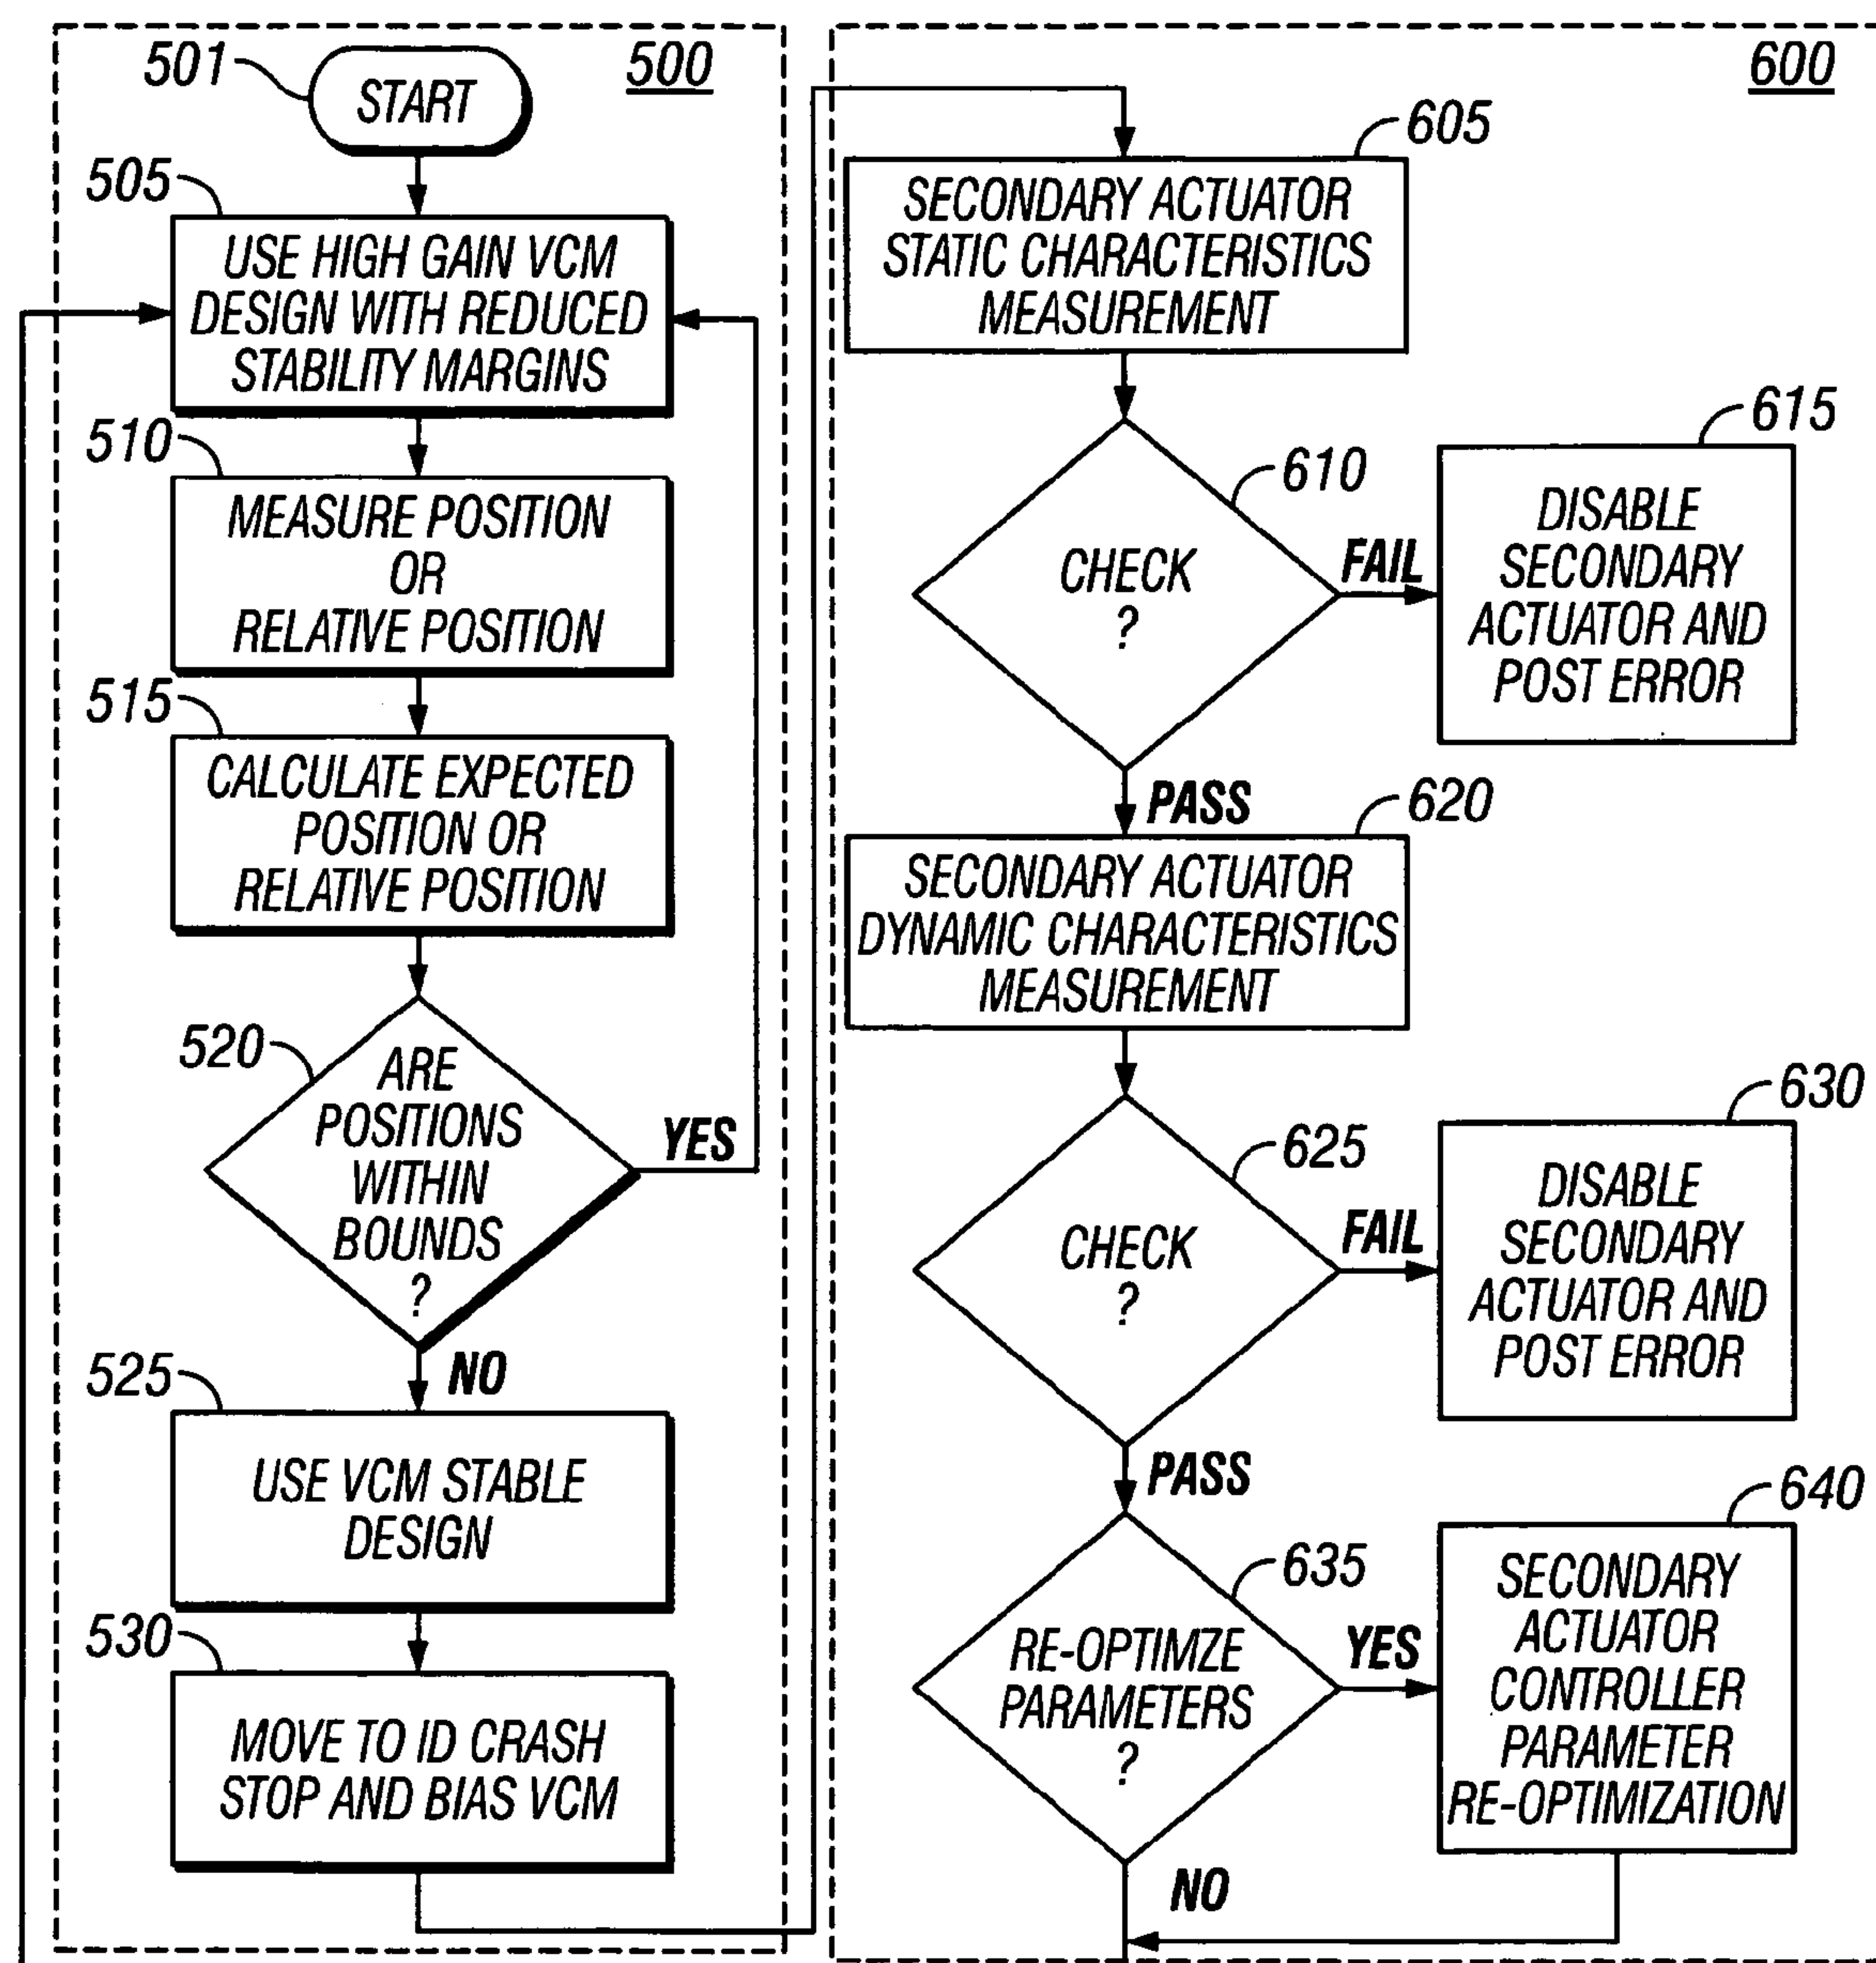 500
501
START
505
USE HIGH GAIN VCM
DESIGN WITH REDUCED
STABILITY MARGINS
510
MEASURE POSITION
OR
RELATIVE POSITION
515
CALCULATE EXPECTED
POSITION OR
RELATIVE POSITION
520
ARE
POSITIONS
WITHIN
BOUNDS
?
YES
NO
525
USE VCM STABLE
DESIGN
530
MOVE TO ID CRASH
STOP AND BIAS VCM
600
605
SECONDARY ACTUATOR
STATIC CHARACTERISTICS
MEASUREMENT
610
CHECK
?
FAIL
615
DISABLE
SECONDARY
ACTUATOR AND
POST ERROR
PASS
620
SECONDARY ACTUATOR
DYNAMIC CHARACTERISTICS
MEASUREMENT
625
CHECK
?
FAIL
630
DISABLE
SECONDARY
ACTUATOR AND
POST ERROR
PASS
635
RE-OPTIMZE
PARAMETERS
?
YES
640
SECONDARY
ACTUATOR
CONTROLLER
PARAMETER
RE-OPTIMIZATION
NO